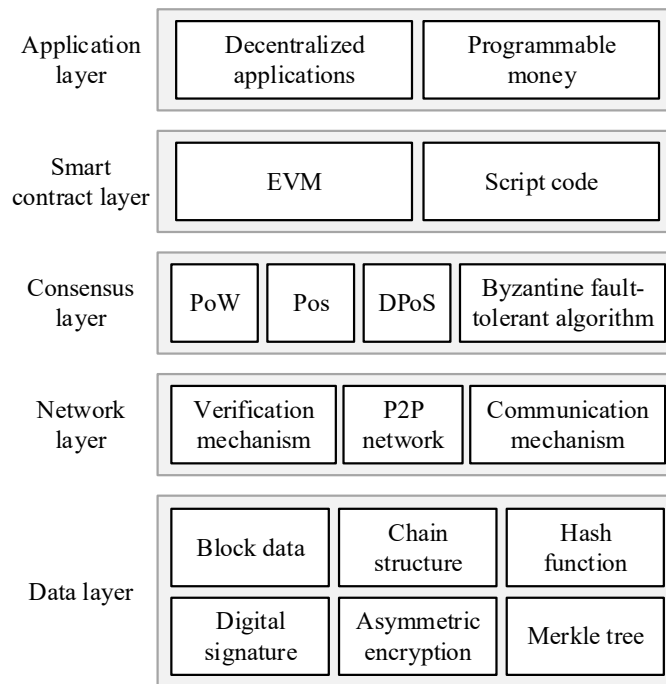 Application
layer
Decentralized
applications
Programmable
money
Smart
contract layer
EVM
Script code
Consensus
layer
PoW
Pos
DPoS
Byzantine fault-
tolerant algorithm
Network
layer
Verification
mechanism
P2P
network
Communication
mechanism
Data layer
Block data
Chain
structure
Hash
function
Digital
signature
Asymmetric
encryption
Merkle tree